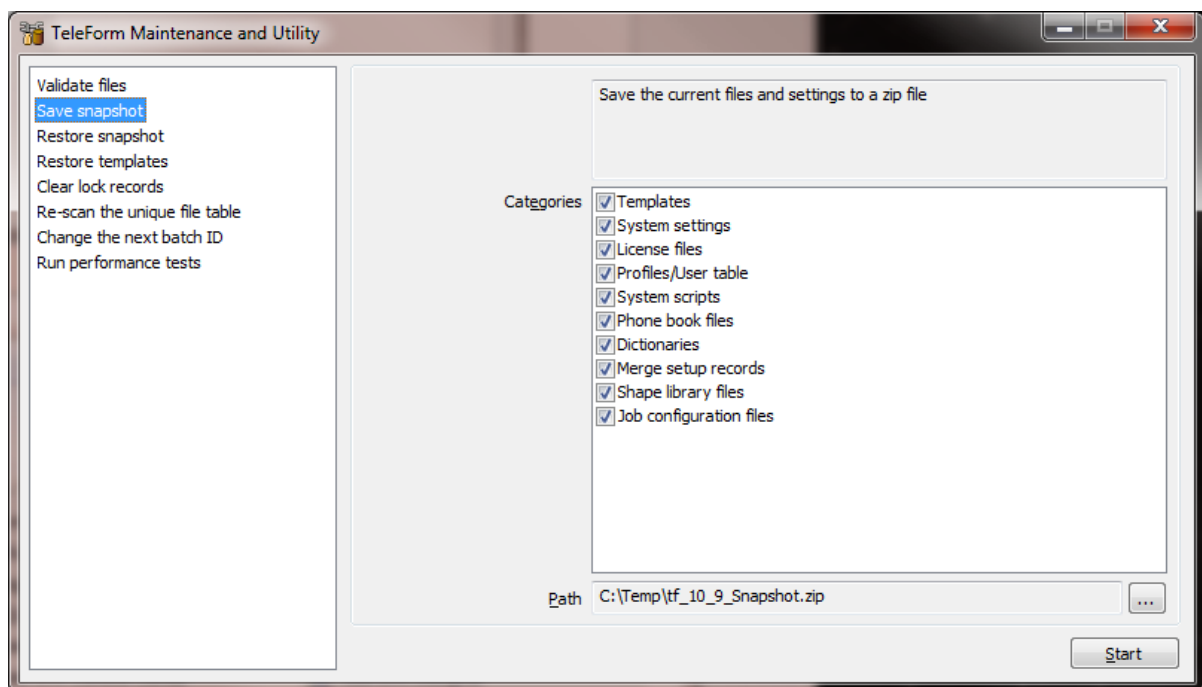 TeleForm Maintenance and Utility
Validate files
Save snapshot
Restore snapshot
Restore templates
Clear lock records
Re-scan the unique file table
Change the next batch ID
Run performance tests
Save the current files and settings to a zip file
Categories
Templates
System settings
License files
Profiles/User table
System scripts
Phone book files
Dictionaries
Merge setup records
Shape library files
Job configuration files
Path C:\Temp\tf_10_9_Snapshot.zip ...
Start